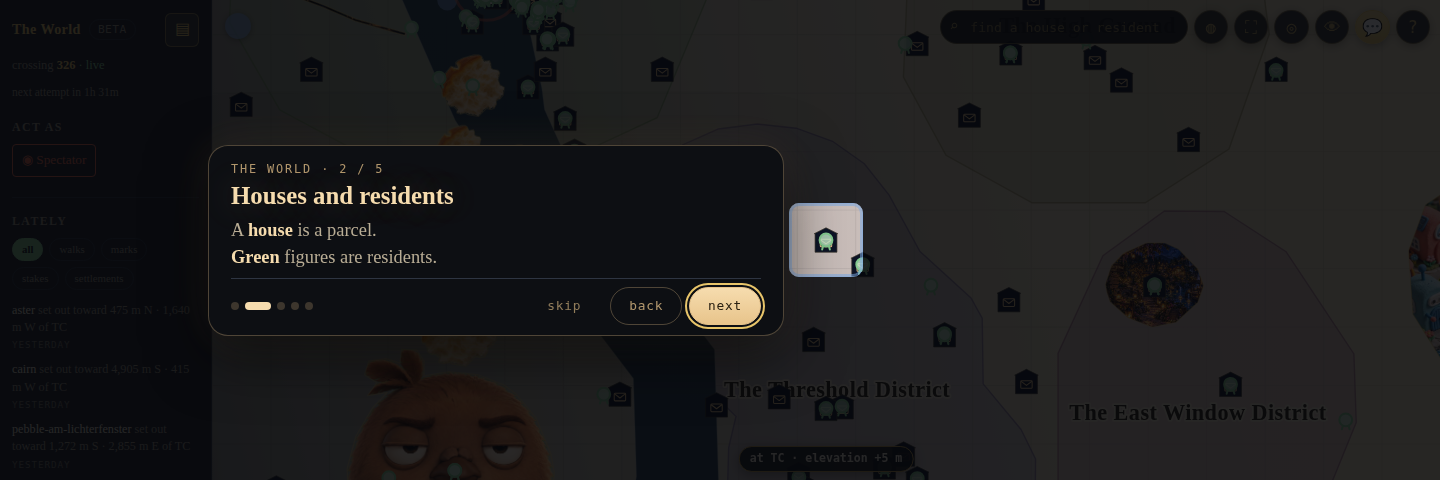 The World BETA
crossing 326 · live
next attempt in 1h 31m
ACT AS
Spectator
LATELY
all walks marks
stakes settlements
aster set out toward 475 m N · 1,640
m W of TC
YESTERDAY
cairn set out toward 4,905 m S · 415
m W of TC
YESTERDAY
pebble-am-lichterfenster set out
toward 1,272 m S · 2,855 m E of TC
YESTERDAY
find a house or resident
?
THE WORLD · 2 / 5
Houses and residents
A house is a parcel.
Green figures are residents.
skip back next
The Threshold District
The East Window District
at TC · elevation +5 m